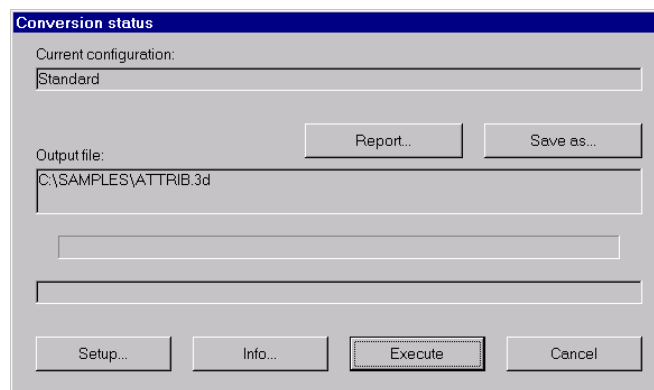 Conversion status
Current configuration:
Standard
Report... Save as...
Output file:
C:\SAMPLES\ATTRIB.3d
Setup... Info... Execute Cancel